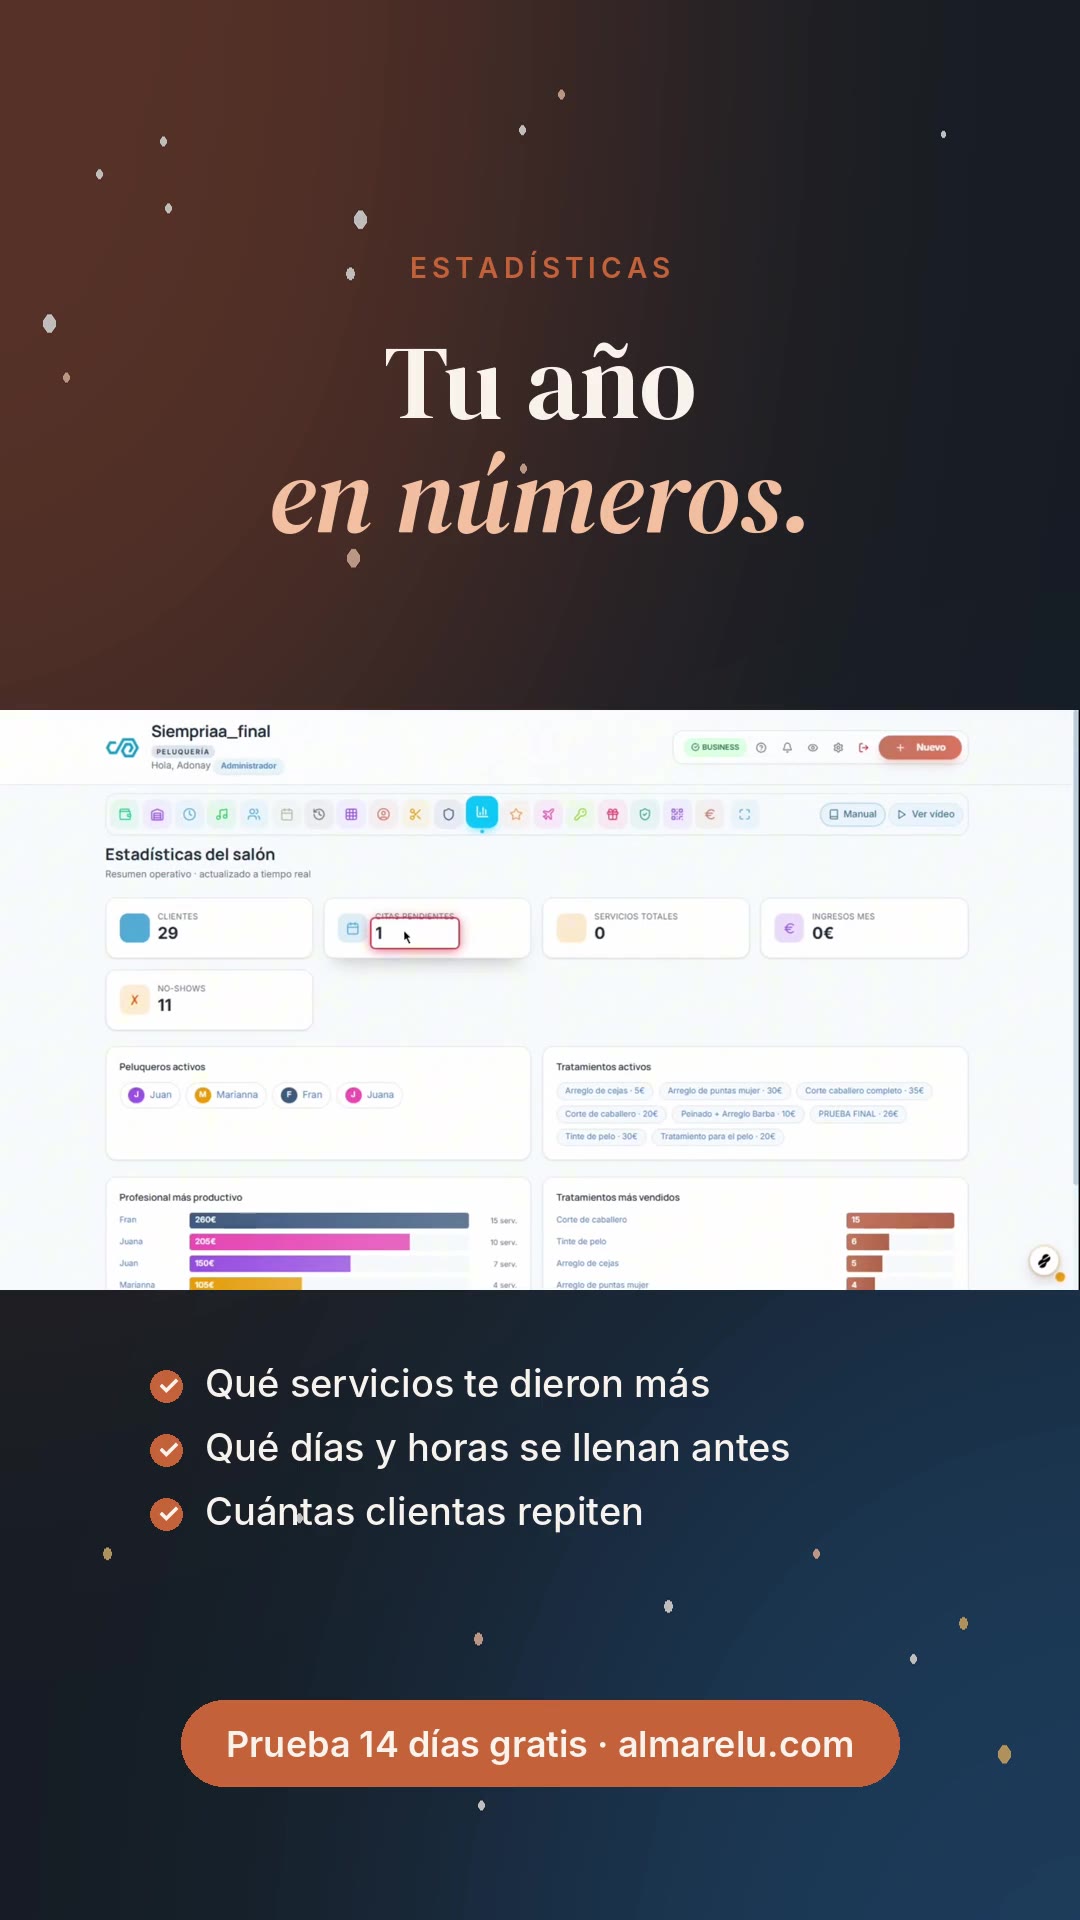 ESTADÍSTICAS
Tu año
en números.
Siempriaa_final
PELUQUERÍA
Hola, Adonay Administrador
BUSINESS
+ Nuevo
Manual
Ver vídeo
Estadísticas del salón
Resumen operativo · actualizado a tiempo real
CLIENTES
29
CITAS PENDIENTES
1
SERVICIOS TOTALES
0
INGRESOS MES
0€
NO-SHOWS
11
Peluqueros activos
J Juan M Marianna F Fran J Juana
Tratamientos activos
Arreglo de cejas · 5€ Arreglo de puntas mujer · 30€ Corte caballero completo · 35€
Corte de caballero · 20€ Peinado + Arreglo Barba · 10€ PRUEBA FINAL · 26€
Tinte de pelo · 30€ Tratamiento para el pelo · 20€
Profesional más productivo
Fran 260€ 15 serv.
Juana 205€ 10 serv.
Juan 150€ 7 serv.
Marianna 105€ 4 serv.
Tratamientos más vendidos
Corte de caballero 15
Tinte de pelo 6
Arreglo de cejas 5
Arreglo de puntas mujer 4
Qué servicios te dieron más
Qué días y horas se llenan antes
Cuántas clientas repiten
Prueba 14 días gratis · almarelu.com